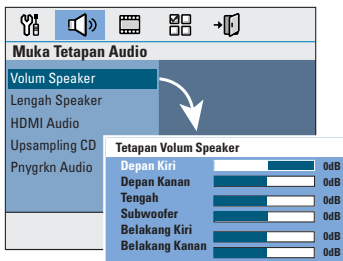 Muka Tetapan Audio
Volum Speaker
Lengah Speaker
HDMI Audio
Upsampling CD
Pnygrkn Audio
Tetapan Volum Speaker
Depan Kiri 0dB
Depan Kanan 0dB
Tengah 0dB
Subwoofer 0dB
Belakang Kiri 0dB
Belakang Kanan 0dB